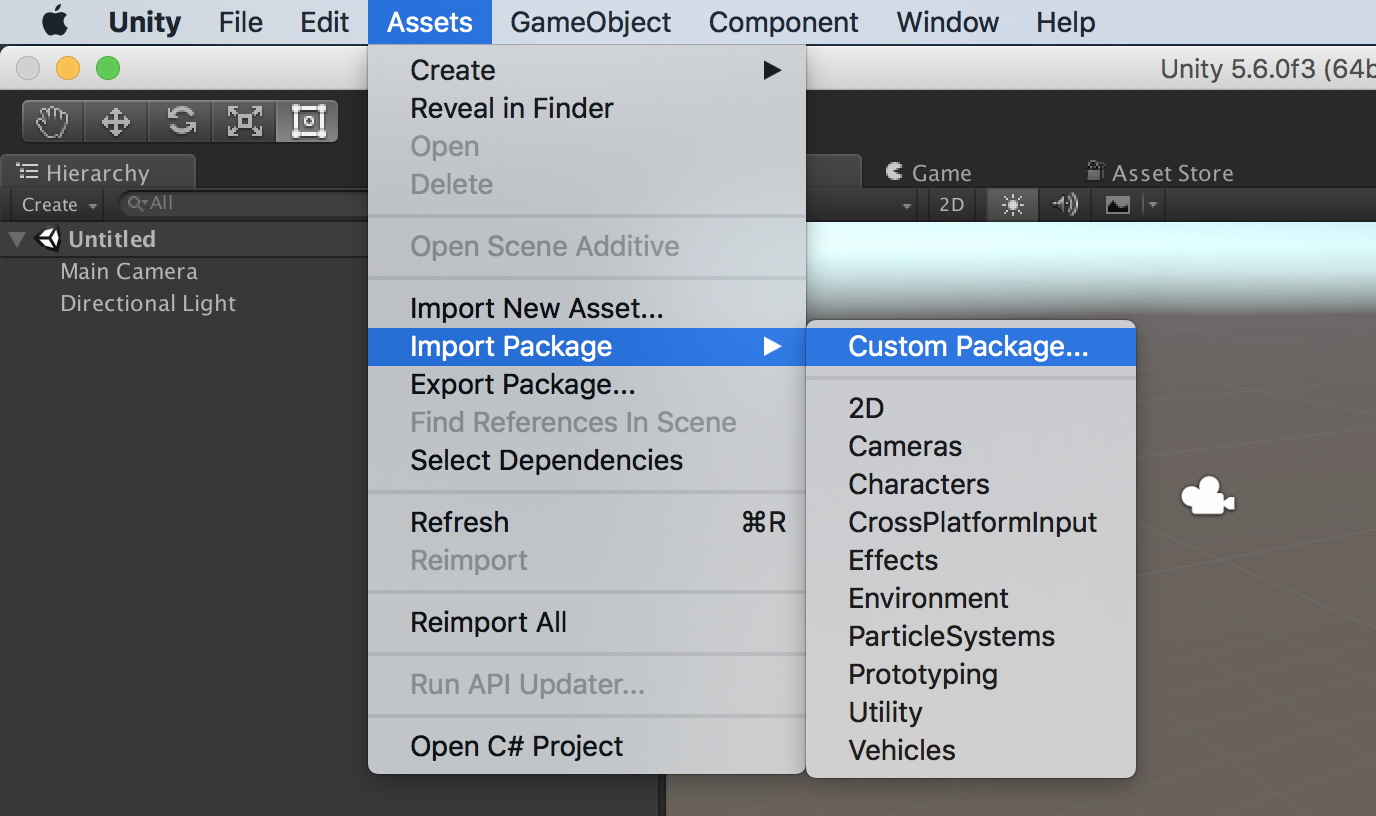 Unity File Edit Assets GameObject Component Window Help
Unity 5.6.0f3 (64b
Create
Reveal in Finder
Open
Delete
Open Scene Additive
Import New Asset...
Import Package
Export Package...
Find References In Scene
Select Dependencies
Refresh ⌘R
Reimport
Reimport All
Run API Updater...
Open C# Project
Custom Package...
2D
Cameras
Characters
CrossPlatformInput
Effects
Environment
ParticleSystems
Prototyping
Utility
Vehicles
Hierarchy
Create All
Untitled
Main Camera
Directional Light
Game Asset Store
2D